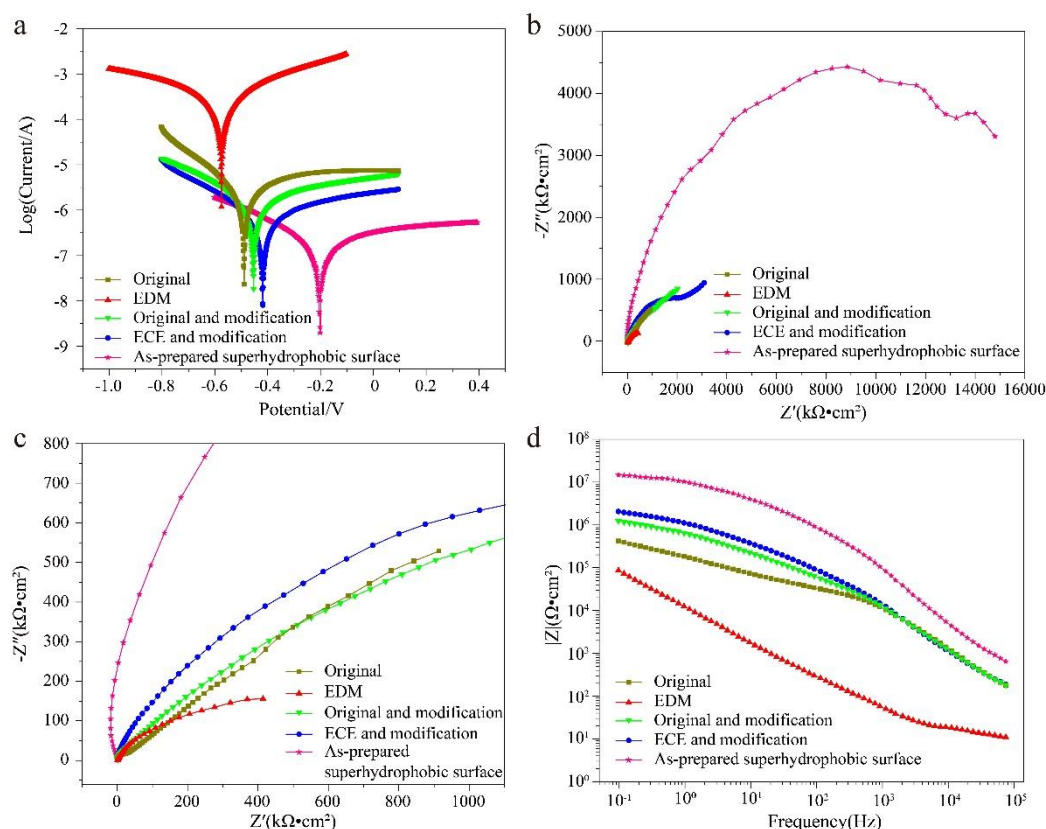 a
-2
-3
-4
-5
-6
-7
-8
-9
Log(Current/A)
Original
EDM
Original and modification
ECE and modification
As-prepared superhydrophobic surface
-1.0 -0.8 -0.6 -0.4 -0.2 0 0.2 0.4
Potential/V
b
5000
4000
3000
2000
1000
0
-Z″(kΩ•cm²)
Original
EDM
Original and modification
ECE and modification
As-prepared superhydrophobic surface
0 2000 4000 6000 8000 10000 12000 14000 16000
Z′(kΩ•cm²)
c
800
700
600
500
400
300
200
100
0
-Z″(kΩ•cm²)
Original
EDM
Original and modification
ECE and modification
As-prepared
superhydrophobic surface
0 200 400 600 800 1000
Z′(kΩ•cm²)
d
10⁸
10⁷
10⁶
10⁵
10⁴
10³
10²
10¹
10⁰
|Z|(Ω•cm²)
Original
EDM
Original and modification
ECE and modification
As-prepared superhydrophobic surface
10⁻¹ 10⁰ 10¹ 10² 10³ 10⁴ 10⁵
Frequency(Hz)